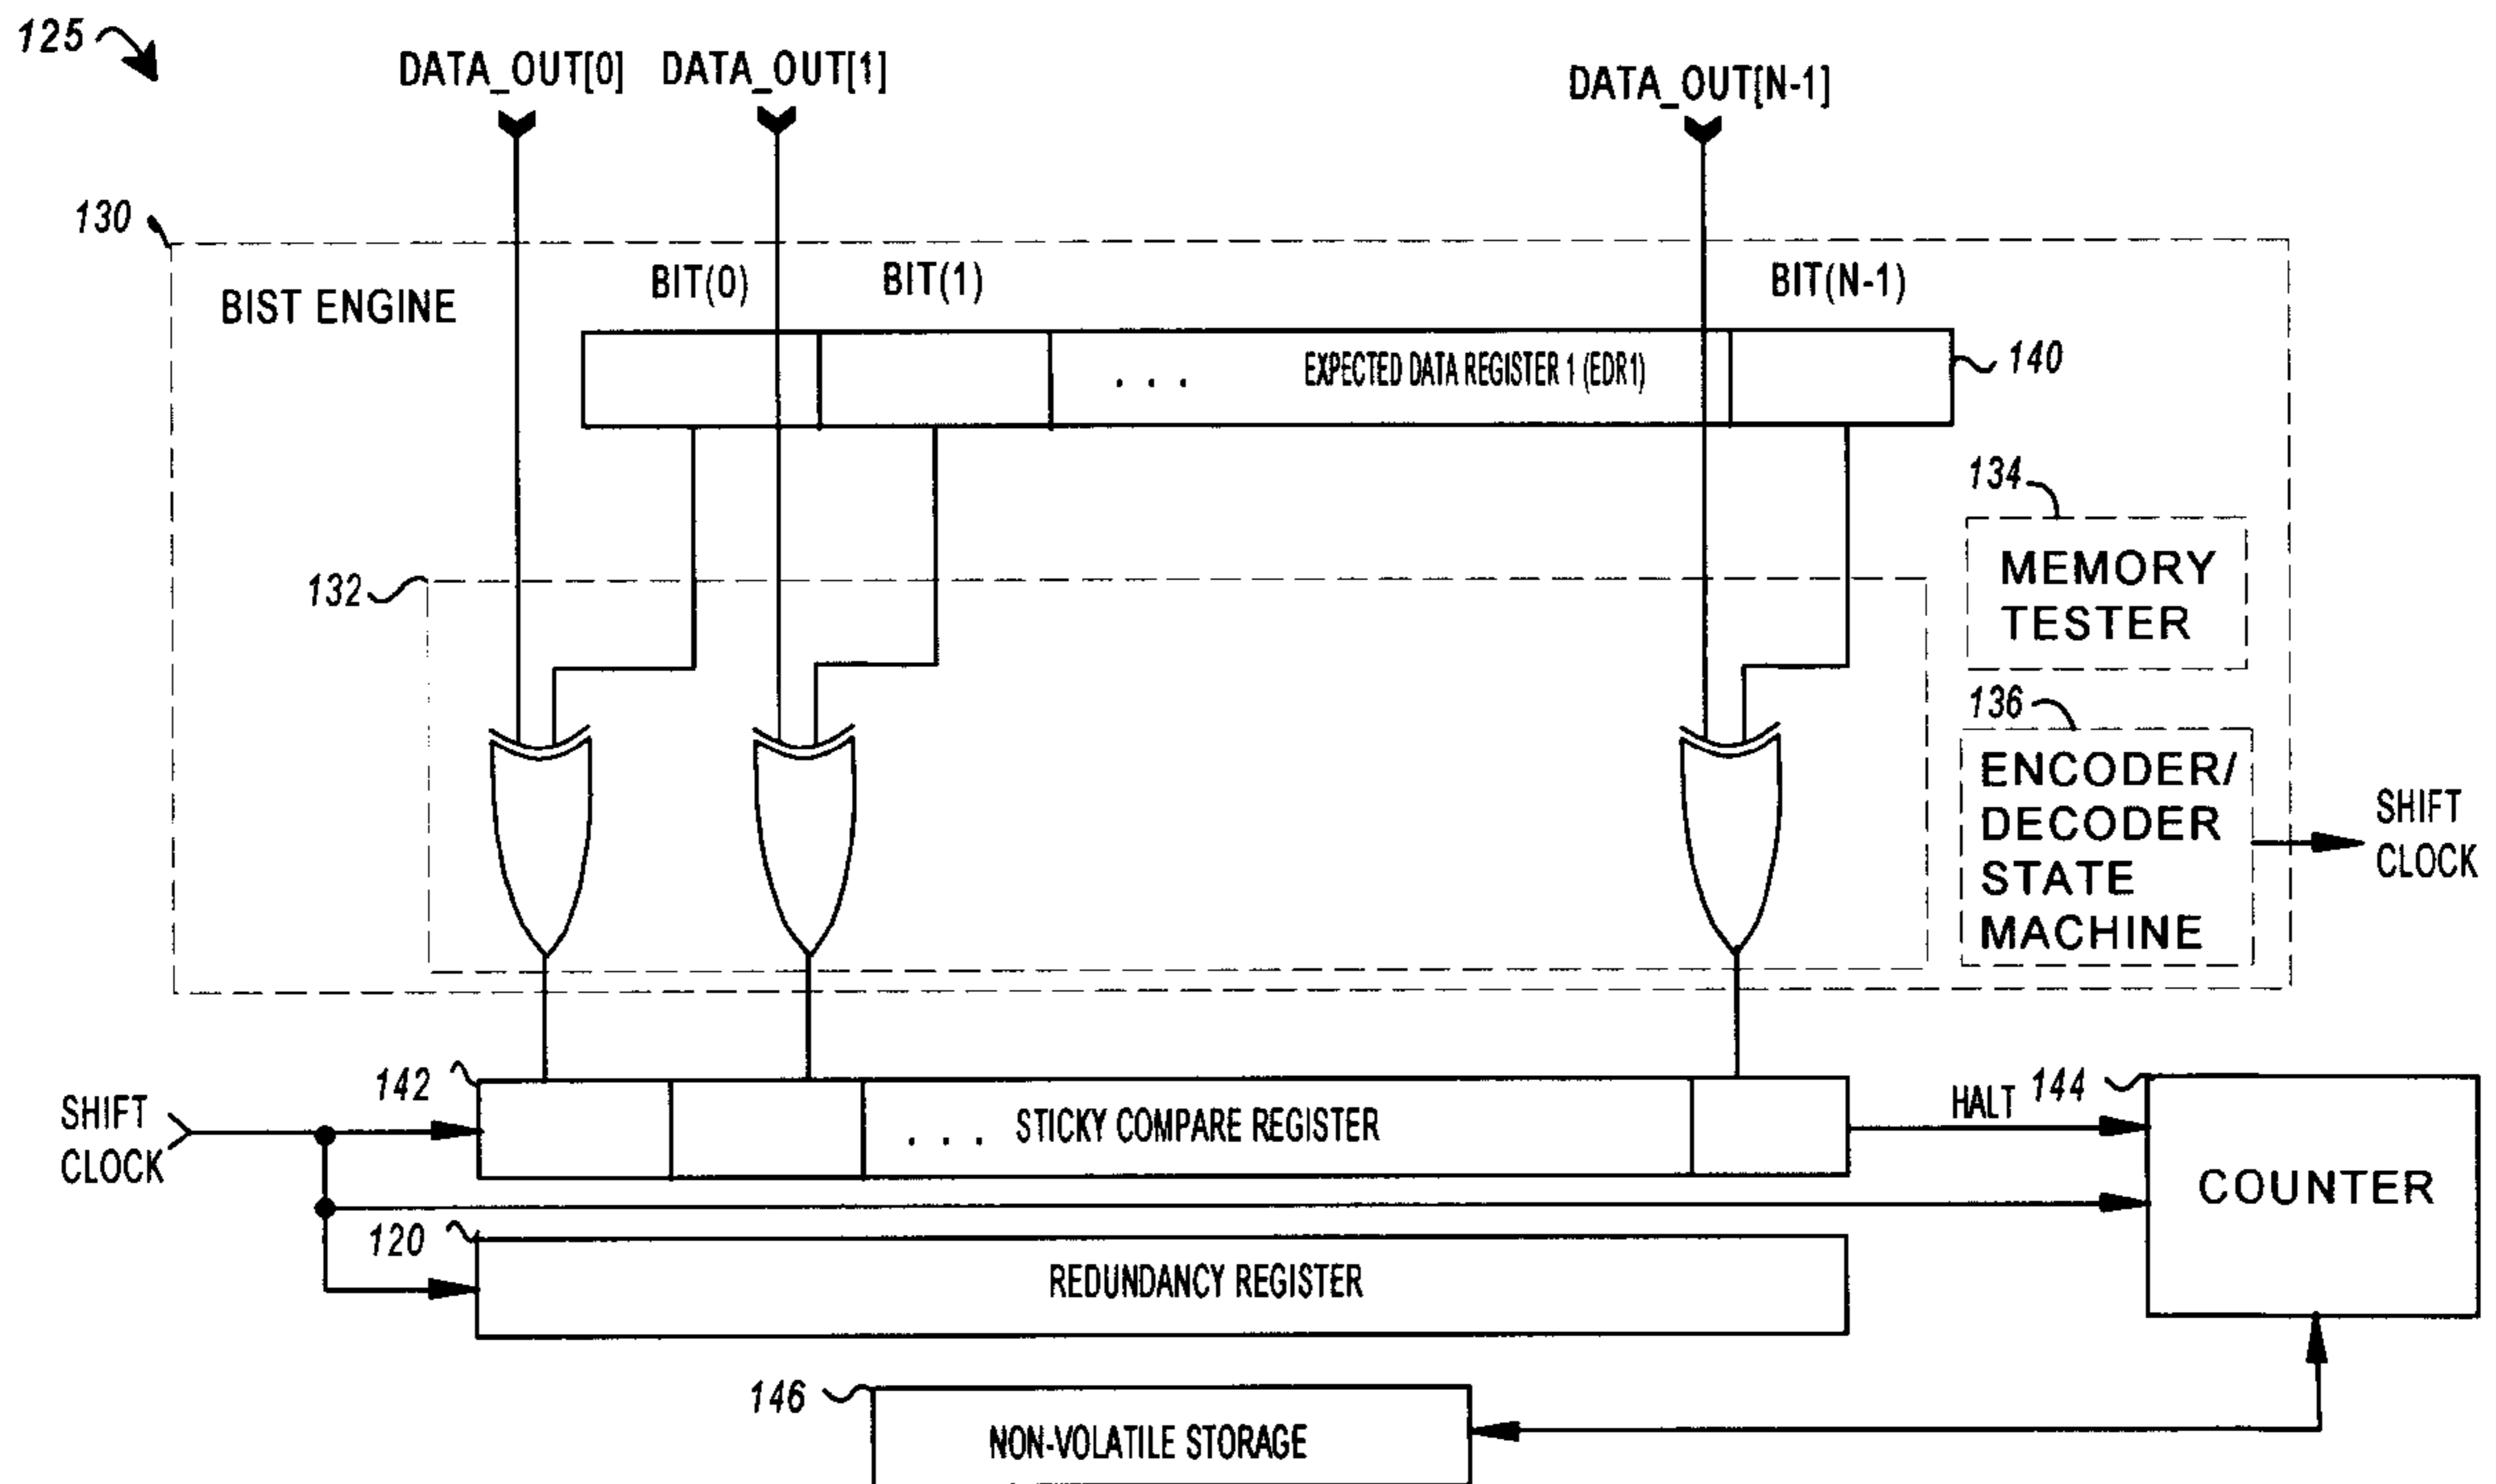 125
DATA_OUT[0]
DATA_OUT[1]
DATA_OUT[N-1]
130
BIST ENGINE
BIT(0)
BIT(1)
BIT(N-1)
. . .
EXPECTED DATA REGISTER 1 (EDR1)
140
134
MEMORY
TESTER
132
136
ENCODER/
DECODER
STATE
MACHINE
SHIFT
CLOCK
142
SHIFT
CLOCK
. . . STICKY COMPARE REGISTER
HALT
144
COUNTER
120
REDUNDANCY REGISTER
146
NON-VOLATILE STORAGE